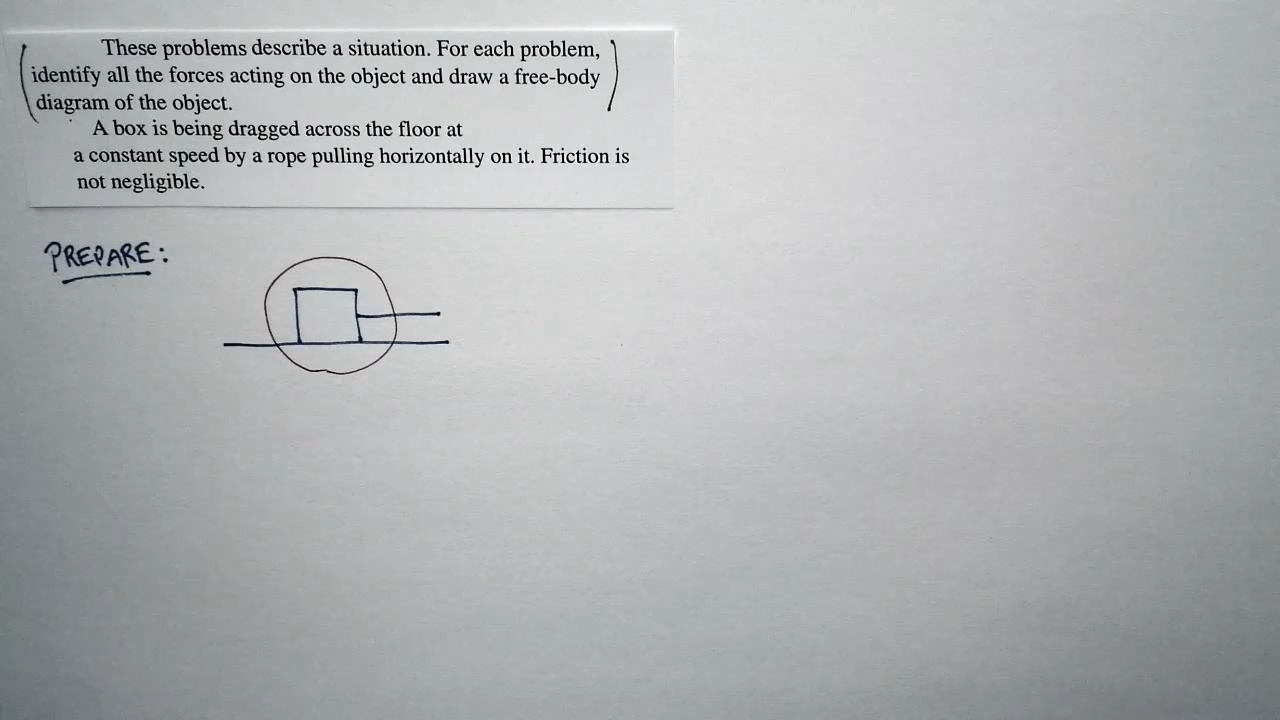 These problems describe a situation. For each problem,
identify all the forces acting on the object and draw a free-body
diagram of the object.
A box is being dragged across the floor at
a constant speed by a rope pulling horizontally on it. Friction is
not negligible.
PREPARE: